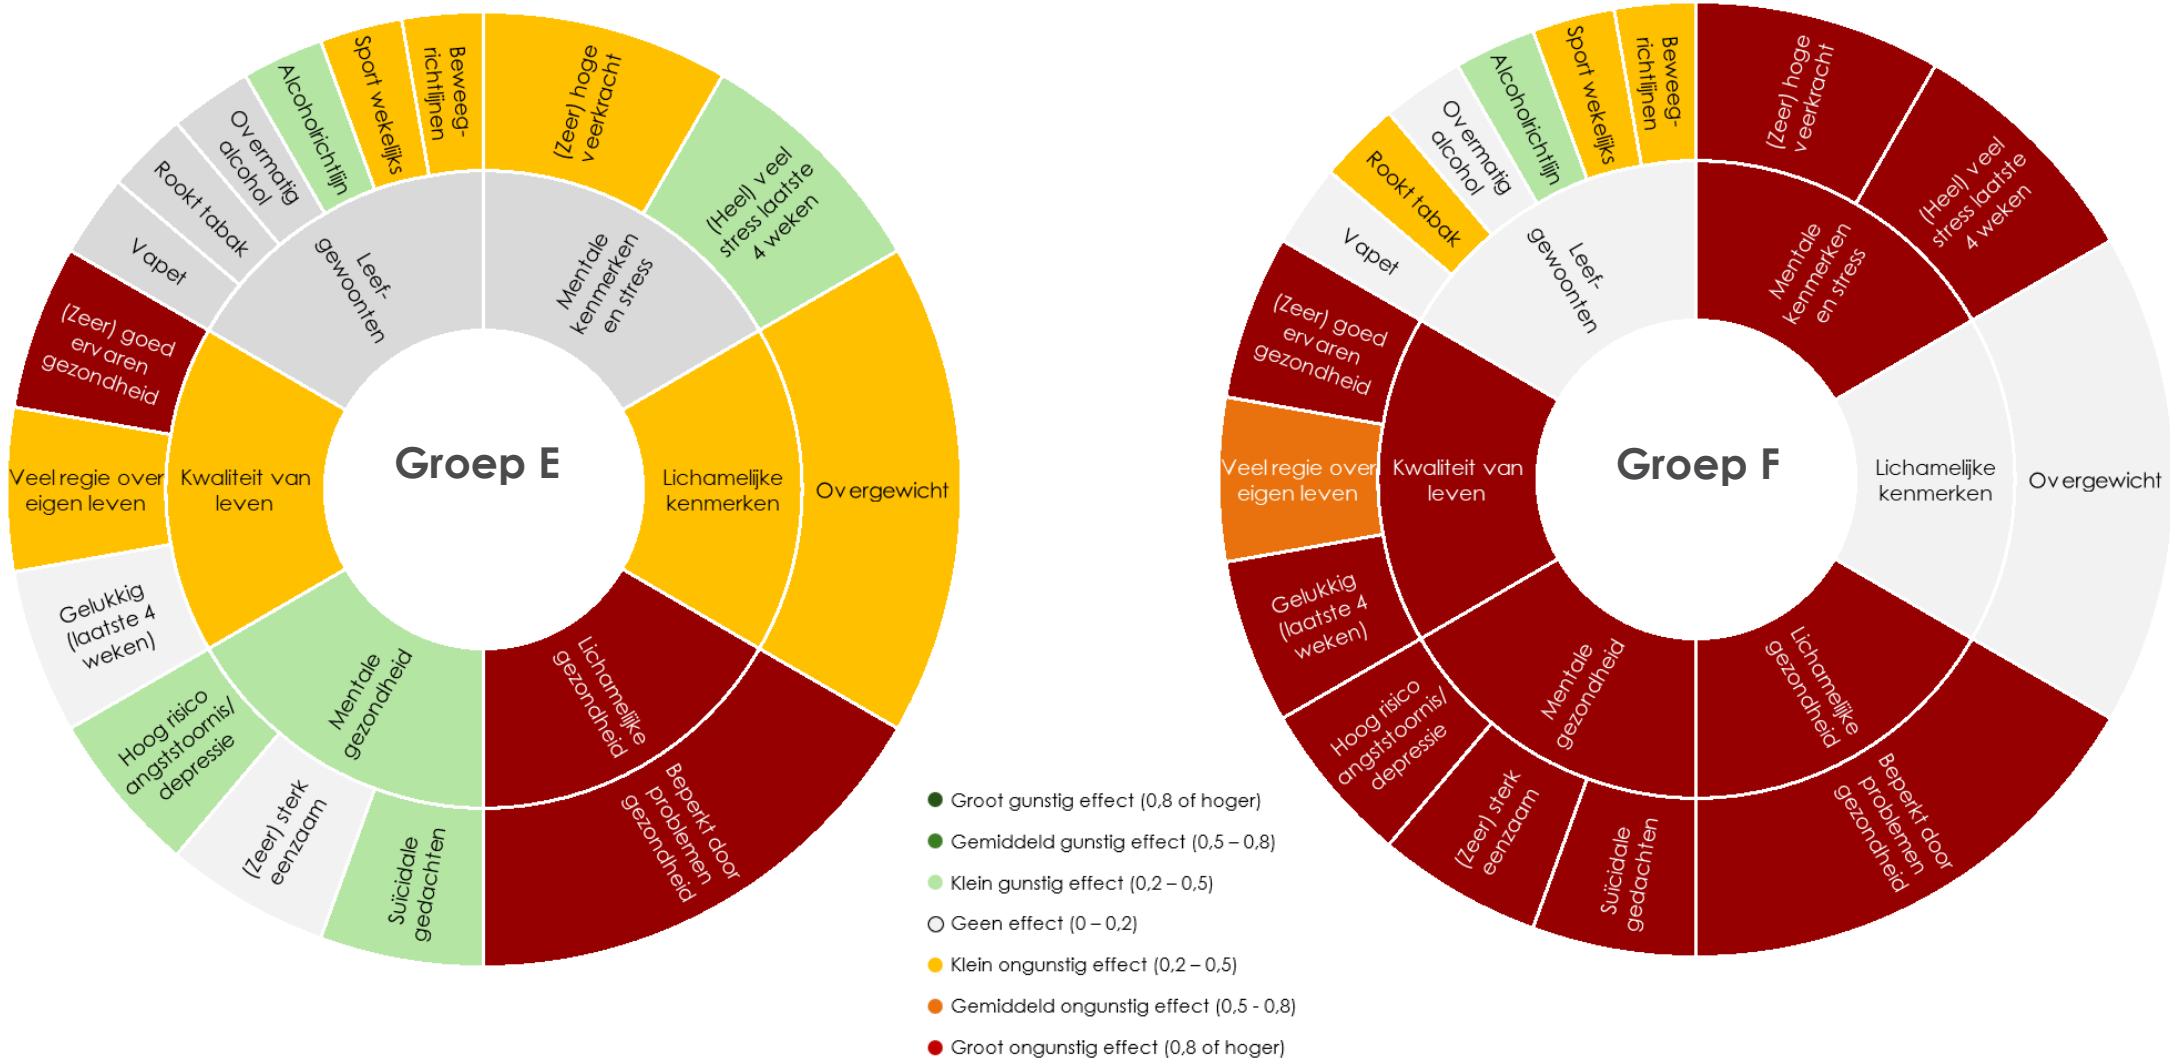 Groep E
Mentale
kenmerken
en stress
Lichamelijke
kenmerken
Lichamelijke
gezondheid
Mentale
gezondheid
Kwaliteit van
leven
Leef-
gewoonten
(Zeer) hoge
veerkracht
(Heel) veel
stress laatste
4 weken
Overgewicht
Beperkt door
problemen
gezondheid
Suïcidale
gedachten
(Zeer) sterk
eenzaam
Hoog risico
angststoornis/
depressie
Gelukkig
(laatste 4
weken)
Veel regie over
eigen leven
(Zeer) goed
ervaren
gezondheid
Vapet
Rookt tabak
Overmatig
alcohol
Alcoholrichtlijn
Sport wekelijks
Beweeg-
richtlijnen
Groep F
Mentale
kenmerken
en stress
Lichamelijke
kenmerken
Lichamelijke
gezondheid
Mentale
gezondheid
Kwaliteit van
leven
Leef-
gewoonten
(Zeer) hoge
veerkracht
(Heel) veel
stress laatste
4 weken
Overgewicht
Beperkt door
problemen
gezondheid
Suïcidale
gedachten
(Zeer) sterk
eenzaam
Hoog risico
angststoornis/
depressie
Gelukkig
(laatste 4
weken)
Veel regie over
eigen leven
(Zeer) goed
ervaren
gezondheid
Vapet
Rookt tabak
Overmatig
alcohol
Alcoholrichtlijn
Sport wekelijks
Beweeg-
richtlijnen
Groot gunstig effect (0,8 of hoger)
Gemiddeld gunstig effect (0,5 – 0,8)
Klein gunstig effect (0,2 – 0,5)
Geen effect (0 – 0,2)
Klein ongunstig effect (0,2 – 0,5)
Gemiddeld ongunstig effect (0,5 - 0,8)
Groot ongunstig effect (0,8 of hoger)